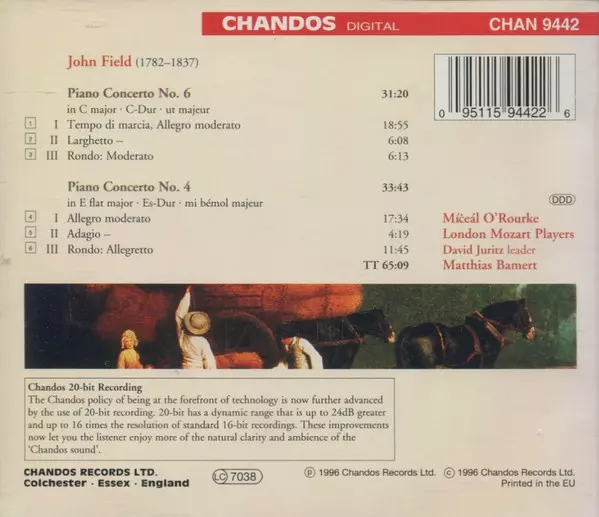 CHANDOS DIGITAL CHAN 9442
John Field (1782–1837)
Piano Concerto No. 6 31:20
in C major · C-Dur · ut majeur
1 I Tempo di marcia, Allegro moderato 18:55
2 II Larghetto – 6:08
3 III Rondo: Moderato 6:13
Piano Concerto No. 4 33:43
in E flat major · Es-Dur · mi bémol majeur
4 I Allegro moderato 17:34
5 II Adagio – 4:19
6 III Rondo: Allegretto 11:45
TT 65:09
0 95115 94422 6
DDD
Míċeál O'Rourke
London Mozart Players
David Juritz leader
Matthias Bamert
Chandos 20-bit Recording
The Chandos policy of being at the forefront of technology is now further advanced
by the use of 20-bit recording. 20-bit has a dynamic range that is up to 24dB greater
and up to 16 times the resolution of standard 16-bit recordings. These improvements
now let you the listener enjoy more of the natural clarity and ambience of the
'Chandos sound'.
CHANDOS RECORDS LTD.
Colchester · Essex · England
LC 7038
℗ 1996 Chandos Records Ltd. © 1996 Chandos Records Ltd.
Printed in the EU